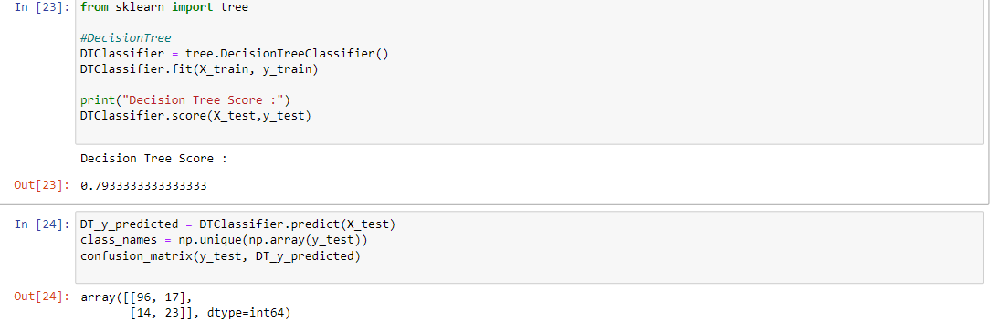 In [23]: from sklearn import tree
#DecisionTree
DTClassifier = tree.DecisionTreeClassifier()
DTClassifier.fit(X_train, y_train)
print("Decision Tree Score :")
DTClassifier.score(X_test,y_test)
Decision Tree Score :
Out[23]: 0.7933333333333333
In [24]: DT_y_predicted = DTClassifier.predict(X_test)
class_names = np.unique(np.array(y_test))
confusion_matrix(y_test, DT_y_predicted)
Out[24]: array([[96, 17],
[14, 23]], dtype=int64)